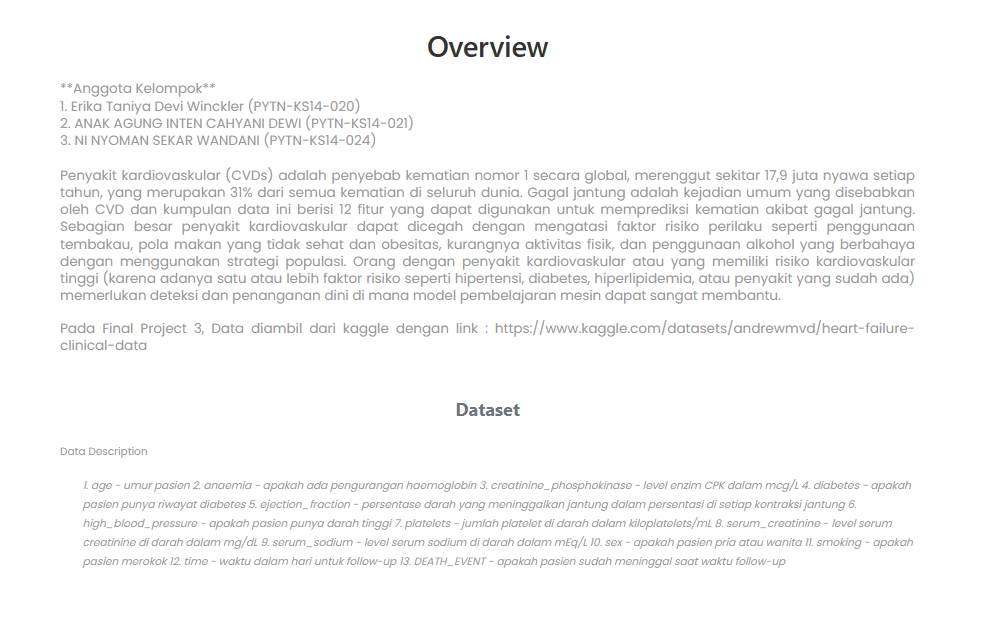 Overview
**Anggota Kelompok**
1. Erika Taniya Devi Winckler (PYTN-KS14-020)
2. ANAK AGUNG INTEN CAHYANI DEWI (PYTN-KS14-021)
3. NI NYOMAN SEKAR WANDANI (PYTN-KS14-024)
Penyakit kardiovaskular (CVDs) adalah penyebab kematian nomor 1 secara global, merenggut sekitar 17,9 juta nyawa setiap
tahun, yang merupakan 31% dari semua kematian di seluruh dunia. Gagal jantung adalah kejadian umum yang disebabkan
oleh CVD dan kumpulan data ini berisi 12 fitur yang dapat digunakan untuk memprediksi kematian akibat gagal jantung.
Sebagian besar penyakit kardiovaskular dapat dicegah dengan mengatasi faktor risiko perilaku seperti penggunaan
tembakau, pola makan yang tidak sehat dan obesitas, kurangnya aktivitas fisik, dan penggunaan alkohol yang berbahaya
dengan menggunakan strategi populasi. Orang dengan penyakit kardiovaskular atau yang memiliki risiko kardiovaskular
tinggi (karena adanya satu atau lebih faktor risiko seperti hipertensi, diabetes, hiperlipidemia, atau penyakit yang sudah ada)
memerlukan deteksi dan penanganan dini di mana model pembelajaran mesin dapat sangat membantu.
Pada Final Project 3, Data diambil dari kaggle dengan link : https://www.kaggle.com/datasets/andrewmvd/heart-failure-
clinical-data
Dataset
Data Description
1. age - umur pasien 2. anaemia - apakah ada pengurangan haemoglobin 3. creatinine_phosphokinase - level enzim CPK dalam mcg/L 4. diabetes - apakah
pasien punya riwayat diabetes 5. ejection_fraction - persentase darah yang meninggalkan jantung dalam persentasi di setiap kontraksi jantung 6.
high_blood_pressure - apakah pasien punya darah tinggi 7. platelets - jumlah platelet di darah dalam kiloplatelets/mL 8. serum_creatinine - level serum
creatinine di darah dalam mg/dL 9. serum_sodium - level serum sodium di darah dalam mEq/L 10. sex - apakah pasien pria atau wanita 11. smoking - apakah
pasien merokok 12. time - waktu dalam hari untuk follow-up 13. DEATH_EVENT - apakah pasien sudah meninggal saat waktu follow-up